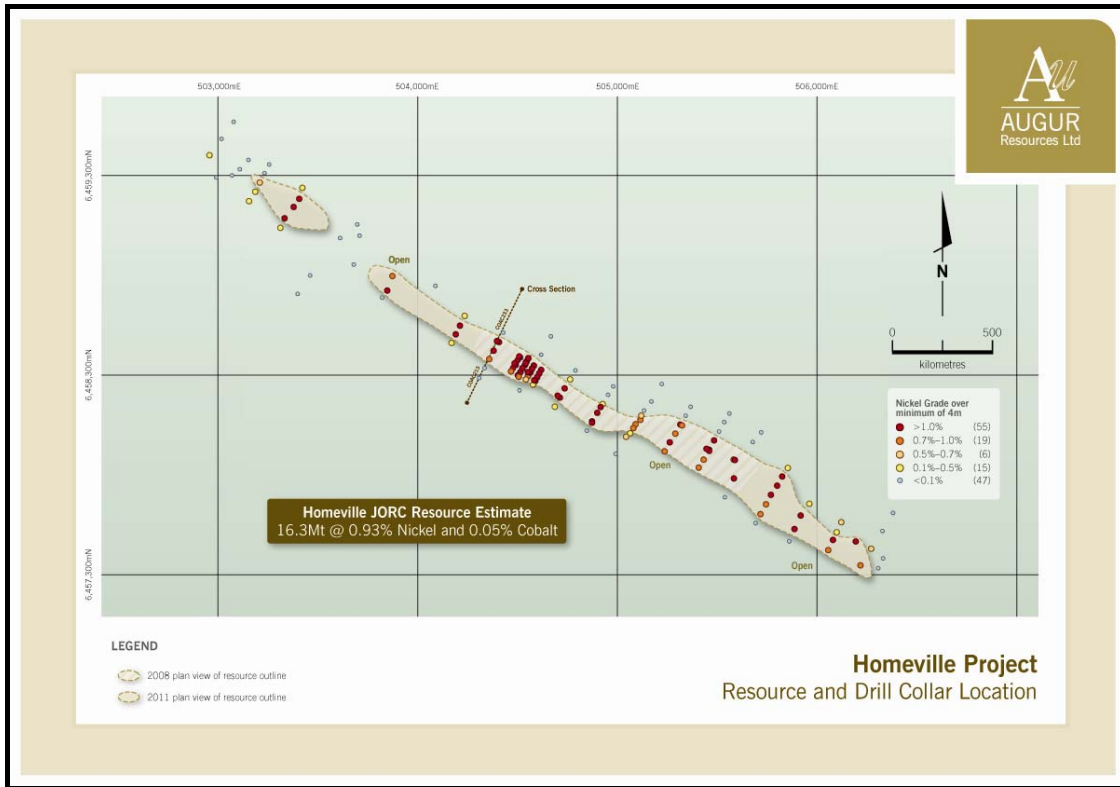 503,000mE
504,000mE
505,000mE
506,000mE
Au
AUGUR
Resources Ltd
6,459,300mN
6,458,300mN
6,457,300mN
Open
Cross Section
N
0 500
kilometres
Nickel Grade over
minimum of 4m
>1.0% (55)
0.7%–1.0% (19)
0.5%–0.7% (6)
0.1%–0.5% (15)
<0.1% (47)
Open
Homeville JORC Resource Estimate
16.3Mt @ 0.93% Nickel and 0.05% Cobalt
Open
LEGEND
2008 plan view of resource outline
2011 plan view of resource outline
Homeville Project
Resource and Drill Collar Location